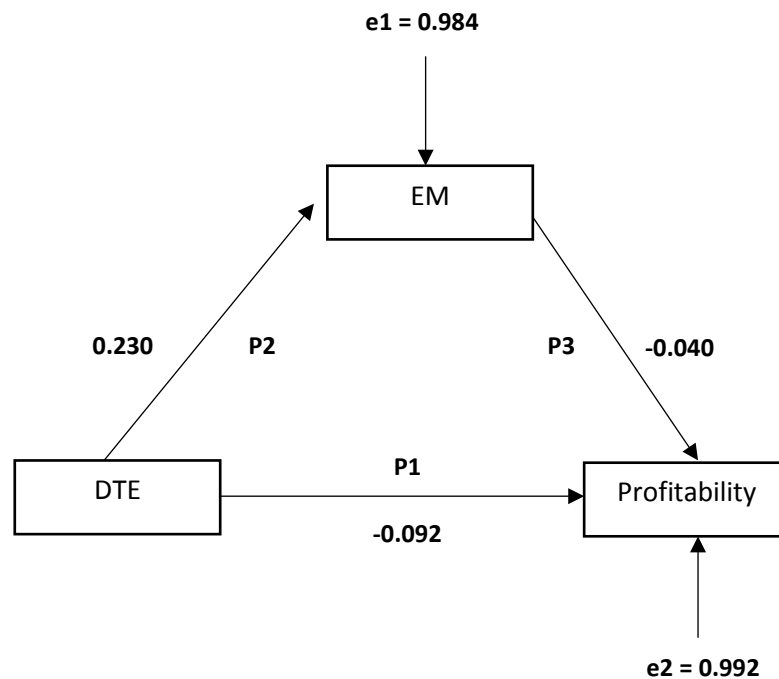 e1 = 0.984
EM
0.230
P2
P3
-0.040
DTE
P1
-0.092
Profitability
e2 = 0.992